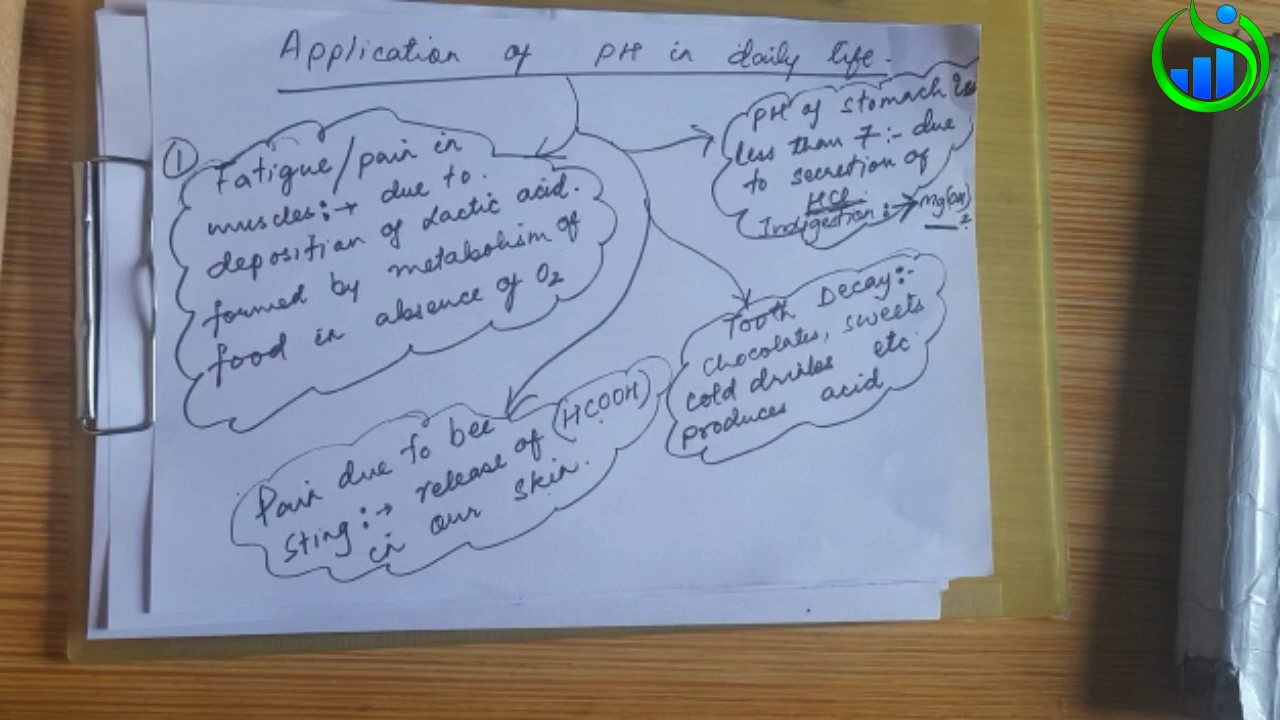 Application of PH in daily life.
①
Fatigue/pain in
muscles:→ due to.
deposition of Lactic acid.
formed by metabolism of
food in absence of O2
PH of stomach is
less than 7:- due
to secretion of
HCl.
Indigestion:→ Mg(OH)2
Tooth Decay:-
Chocolates, sweets
cold drinks etc.
produces acid
Pain due to bee
sting:→ release of (HCOOH)
in our skin.